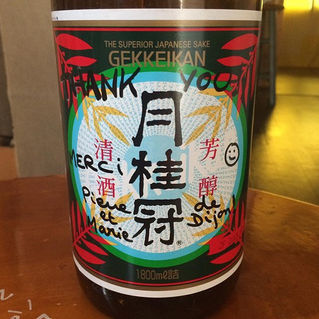 THE SUPERIOR JAPANESE SAKE
GEKKEIKAN
THANK YOU
月桂冠
®
清酒
芳醇
MERCI
Pierre et Marie
de Dijon
1800mℓ詰